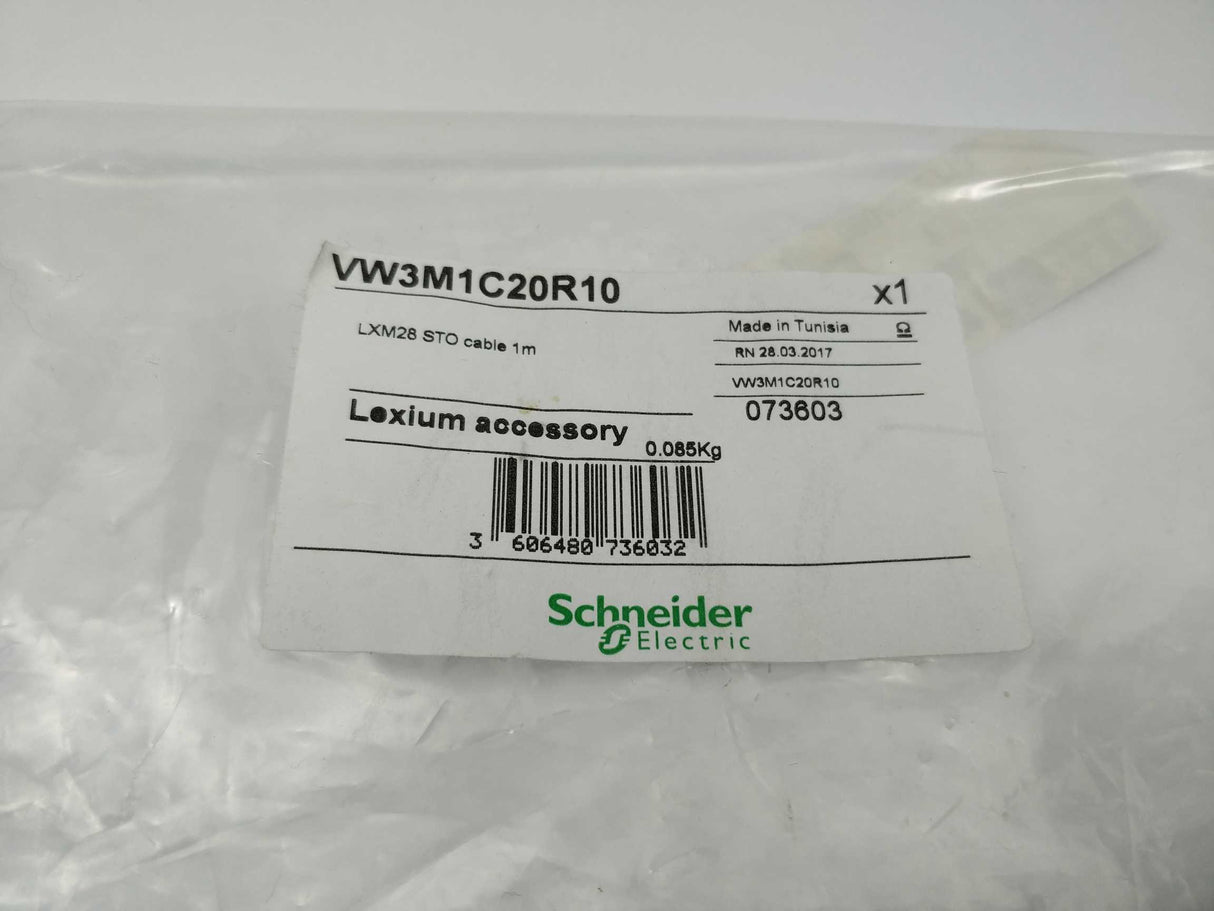 VW3M1C20R10
x1
LXM28 STO cable 1m
Made in Tunisia
RN 28.03.2017
VW3M1C20R10
073603
Lexium accessory
0.085Kg
3 606480 736032
Schneider
Electric